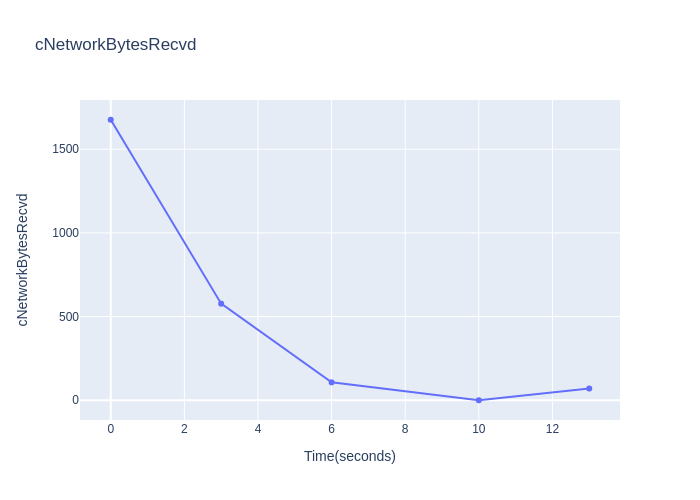 cNetworkBytesRecvd
1500
1000
500
0
cNetworkBytesRecvd
0 2 4 6 8 10 12
Time(seconds)